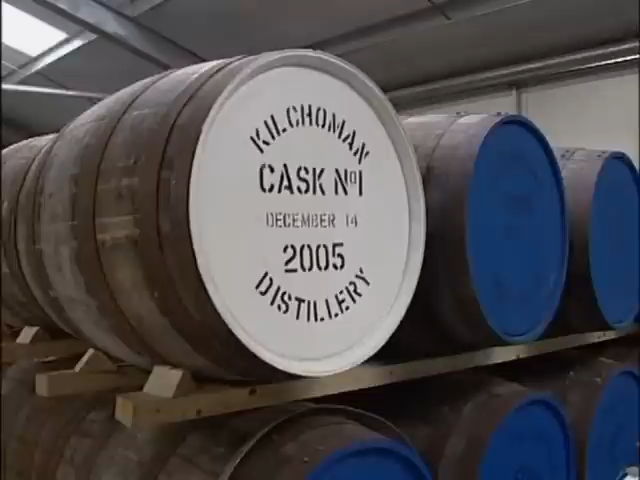 KILCHOMAN
CASK Nº1
DECEMBER 14
2005
DISTILLERY